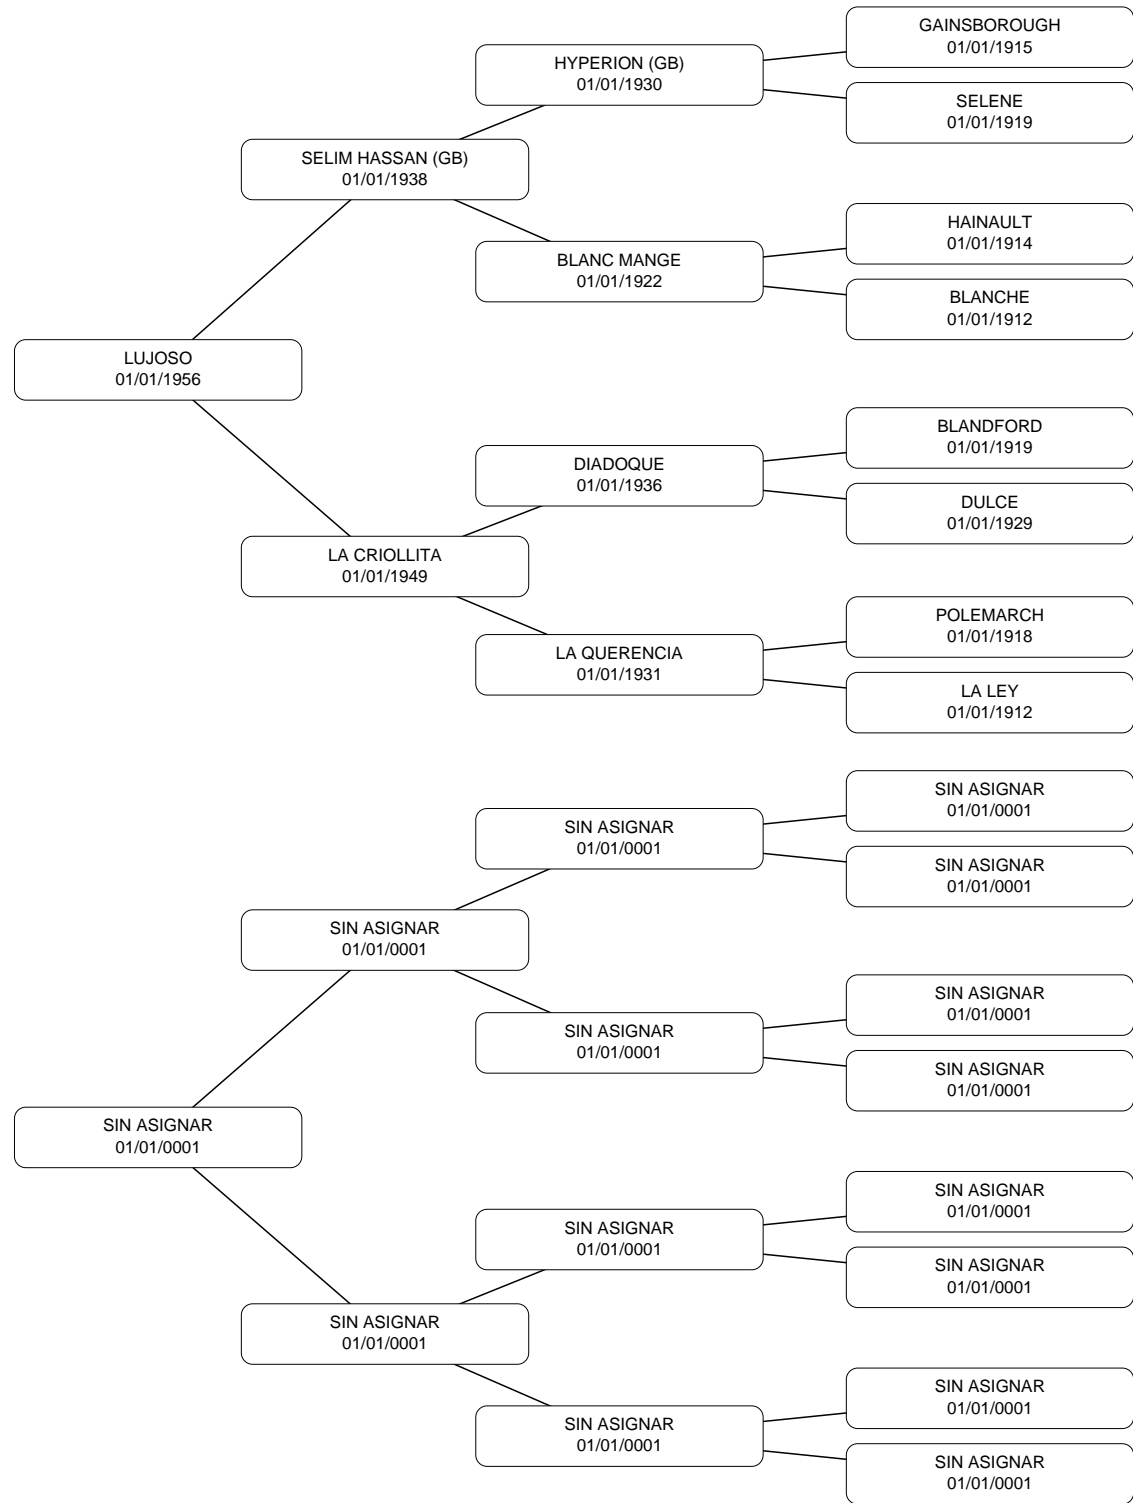 GAINSBOROUGH
01/01/1915
HYPERION (GB)
01/01/1930
SELENE
01/01/1919
SELIM HASSAN (GB)
01/01/1938
HAINAULT
01/01/1914
BLANC MANGE
01/01/1922
BLANCHE
01/01/1912
LUJOSO
01/01/1956
BLANDFORD
01/01/1919
DIADOQUE
01/01/1936
DULCE
01/01/1929
LA CRIOLLITA
01/01/1949
POLEMARCH
01/01/1918
LA QUERENCIA
01/01/1931
LA LEY
01/01/1912
SIN ASIGNAR
01/01/0001
SIN ASIGNAR
01/01/0001
SIN ASIGNAR
01/01/0001
SIN ASIGNAR
01/01/0001
SIN ASIGNAR
01/01/0001
SIN ASIGNAR
01/01/0001
SIN ASIGNAR
01/01/0001
SIN ASIGNAR
01/01/0001
SIN ASIGNAR
01/01/0001
SIN ASIGNAR
01/01/0001
SIN ASIGNAR
01/01/0001
SIN ASIGNAR
01/01/0001
SIN ASIGNAR
01/01/0001
SIN ASIGNAR
01/01/0001
SIN ASIGNAR
01/01/0001